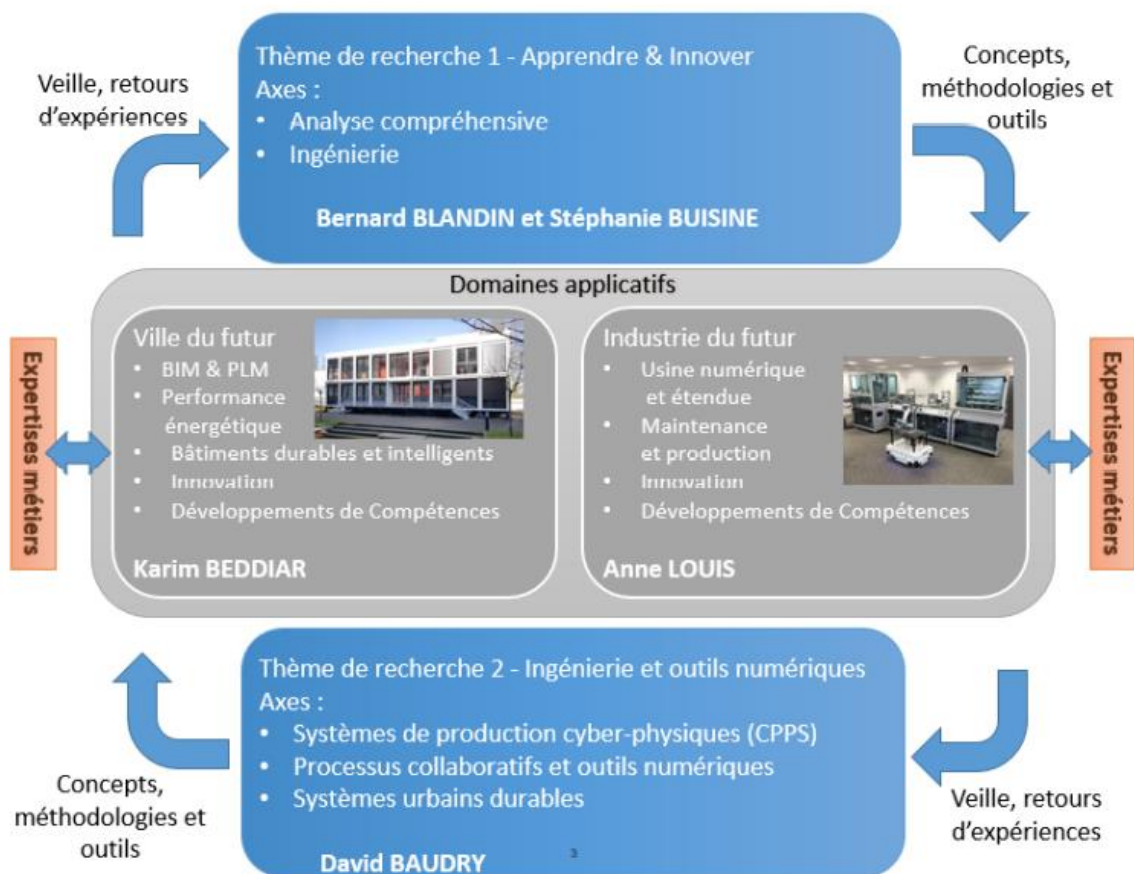 Thème de recherche 1 - Apprendre & Innover
Axes :
• Analyse compréhensive
• Ingénierie
Bernard BLANDIN et Stéphanie BUISINE
Veille, retours
d'expériences
Concepts,
méthodologies et
outils
Domaines applicatifs
Expertises métiers
Ville du futur
• BIM & PLM
• Performance
énergétique
• Bâtiments durables et intelligents
• Innovation
• Développements de Compétences
Karim BEDDIAR
Industrie du futur
• Usine numérique
et étendue
• Maintenance
et production
• Innovation
• Développements de Compétences
Anne LOUIS
Expertises métiers
Thème de recherche 2 - Ingénierie et outils numériques
Axes :
• Systèmes de production cyber-physiques (CPPS)
• Processus collaboratifs et outils numériques
• Systèmes urbains durables
David BAUDRY
3
Concepts,
méthodologies et
outils
Veille, retours
d'expériences